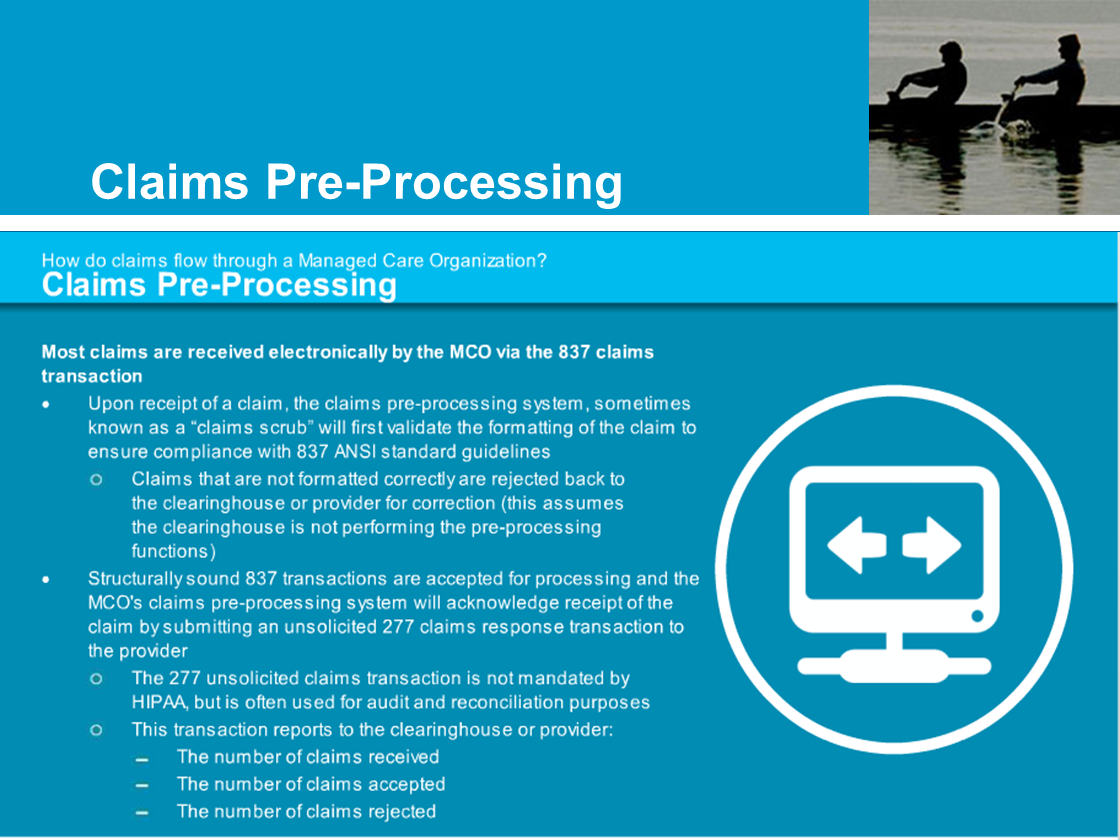 Claims Pre-Processing
How do claims flow through a Managed Care Organization?
Claims Pre-Processing
Most claims are received electronically by the MCO via the 837 claims
transaction
• Upon receipt of a claim, the claims pre-processing system, sometimes
known as a “claims scrub” will first validate the formatting of the claim to
ensure compliance with 837 ANSI standard guidelines
o Claims that are not formatted correctly are rejected back to
the clearinghouse or provider for correction (this assumes
the clearinghouse is not performing the pre-processing
functions)
• Structurally sound 837 transactions are accepted for processing and the
MCO's claims pre-processing system will acknowledge receipt of the
claim by submitting an unsolicited 277 claims response transaction to
the provider
o The 277 unsolicited claims transaction is not mandated by
HIPAA, but is often used for audit and reconciliation purposes
o This transaction reports to the clearinghouse or provider:
– The number of claims received
– The number of claims accepted
– The number of claims rejected